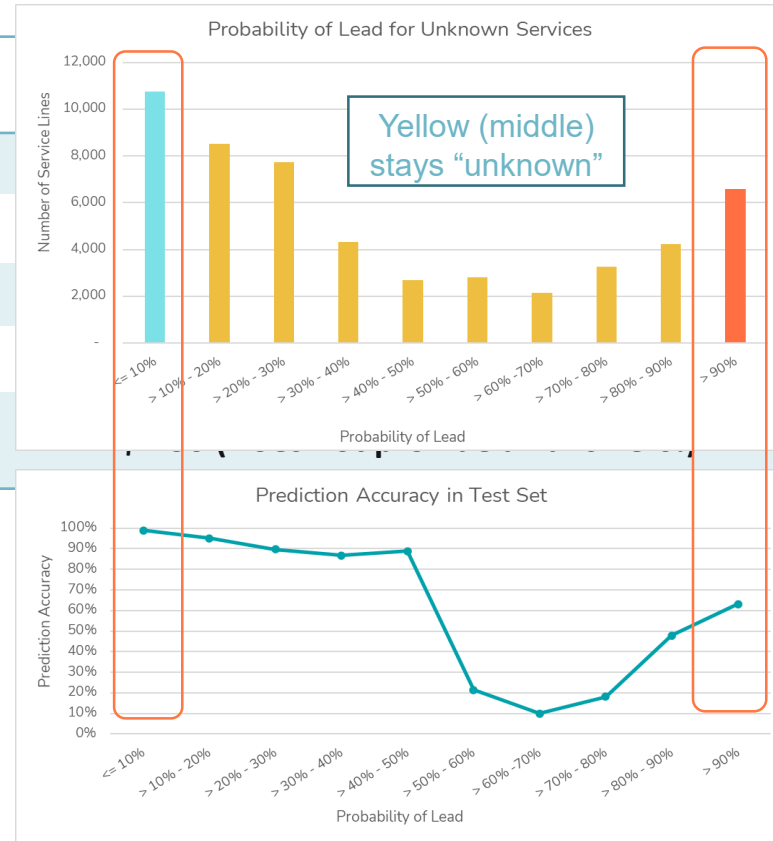 Probability of Lead for Unknown Services
Number of Service Lines
12,000
10,000
8,000
6,000
4,000
2,000
-
Yellow (middle)
stays “unknown”
<= 10%
> 10% - 20%
> 20% - 30%
> 30% - 40%
> 40% - 50%
> 50% - 60%
> 60% -70%
> 70% - 80%
> 80% - 90%
> 90%
Probability of Lead
Prediction Accuracy in Test Set
Prediction Accuracy
100%
90%
80%
70%
60%
50%
40%
30%
20%
10%
0%
<= 10%
> 10% - 20%
> 20% - 30%
> 30% - 40%
> 40% - 50%
> 50% - 60%
> 60% -70%
> 70% - 80%
> 80% - 90%
> 90%
Probability of Lead